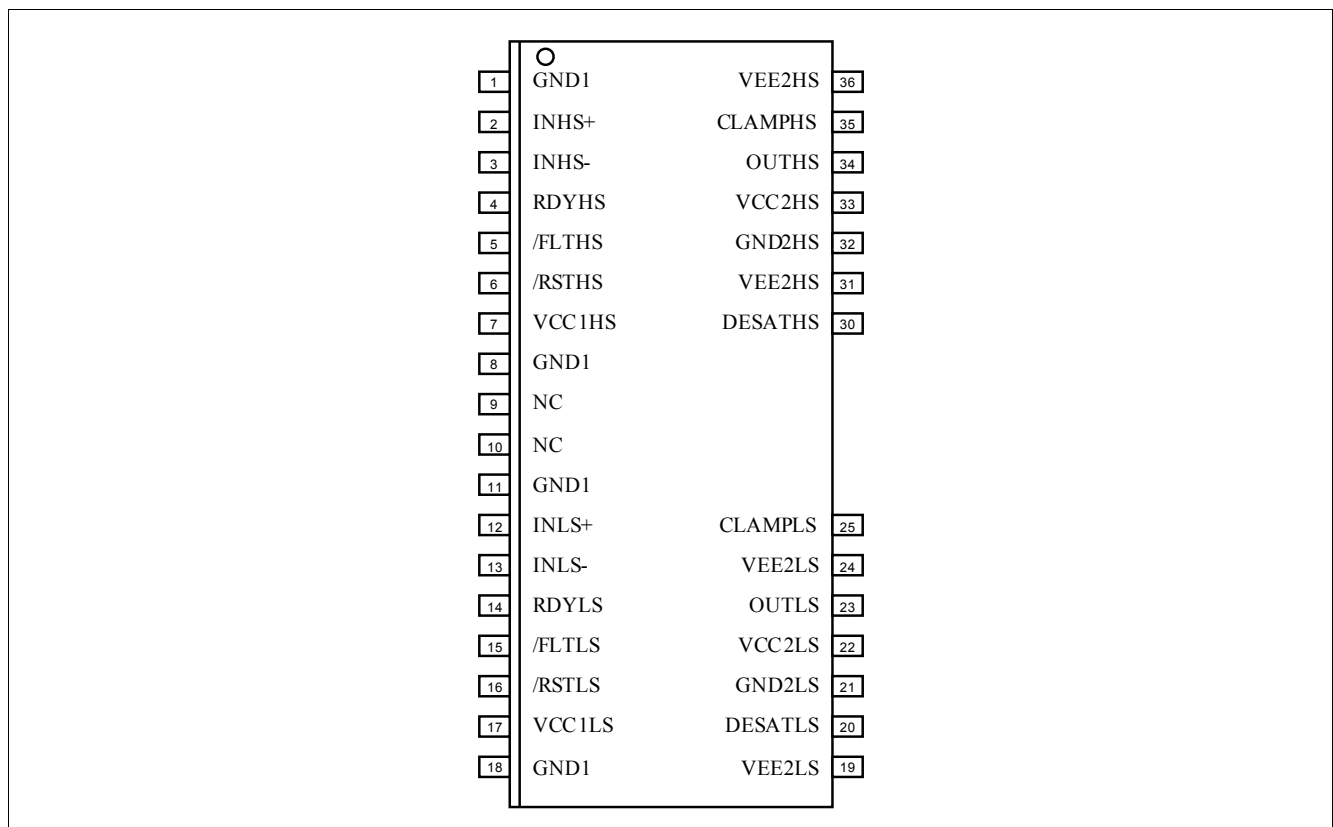 1 GND1 VEE2HS 36
2 INHS+ CLAMPHS 35
3 INHS- OUTHS 34
4 RDYHS VCC2HS 33
5 /FLTHS GND2HS 32
6 /RSTHS VEE2HS 31
7 VCC1HS DESATHS 30
8 GND1
9 NC
10 NC
11 GND1
12 INLS+ CLAMPLS 25
13 INLS- VEE2LS 24
14 RDYLS OUTLS 23
15 /FLTLS VCC2LS 22
16 /RSTLS GND2LS 21
17 VCC1LS DESATLS 20
18 GND1 VEE2LS 19